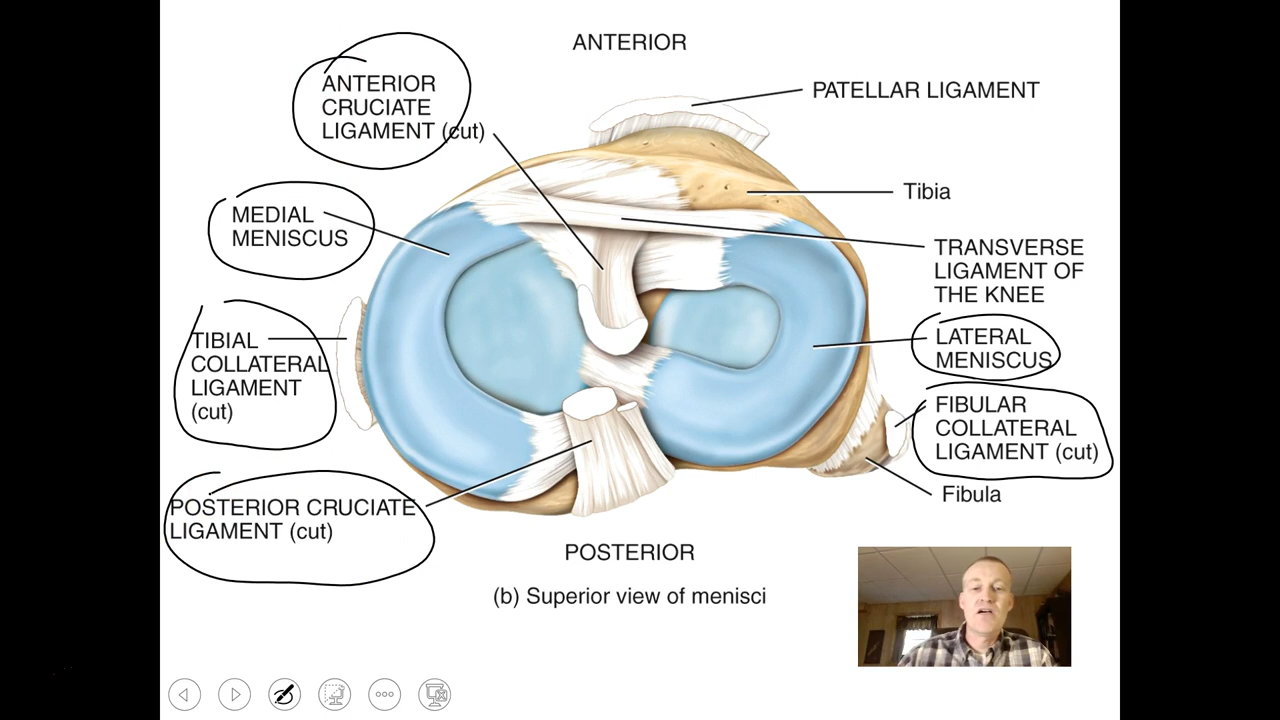 ANTERIOR
ANTERIOR
CRUCIATE
LIGAMENT (cut)
PATELLAR LIGAMENT
Tibia
MEDIAL
MENISCUS
TRANSVERSE
LIGAMENT OF
THE KNEE
TIBIAL
COLLATERAL
LIGAMENT
(cut)
LATERAL
MENISCUS
FIBULAR
COLLATERAL
LIGAMENT (cut)
Fibula
POSTERIOR CRUCIATE
LIGAMENT (cut)
POSTERIOR
(b) Superior view of menisci